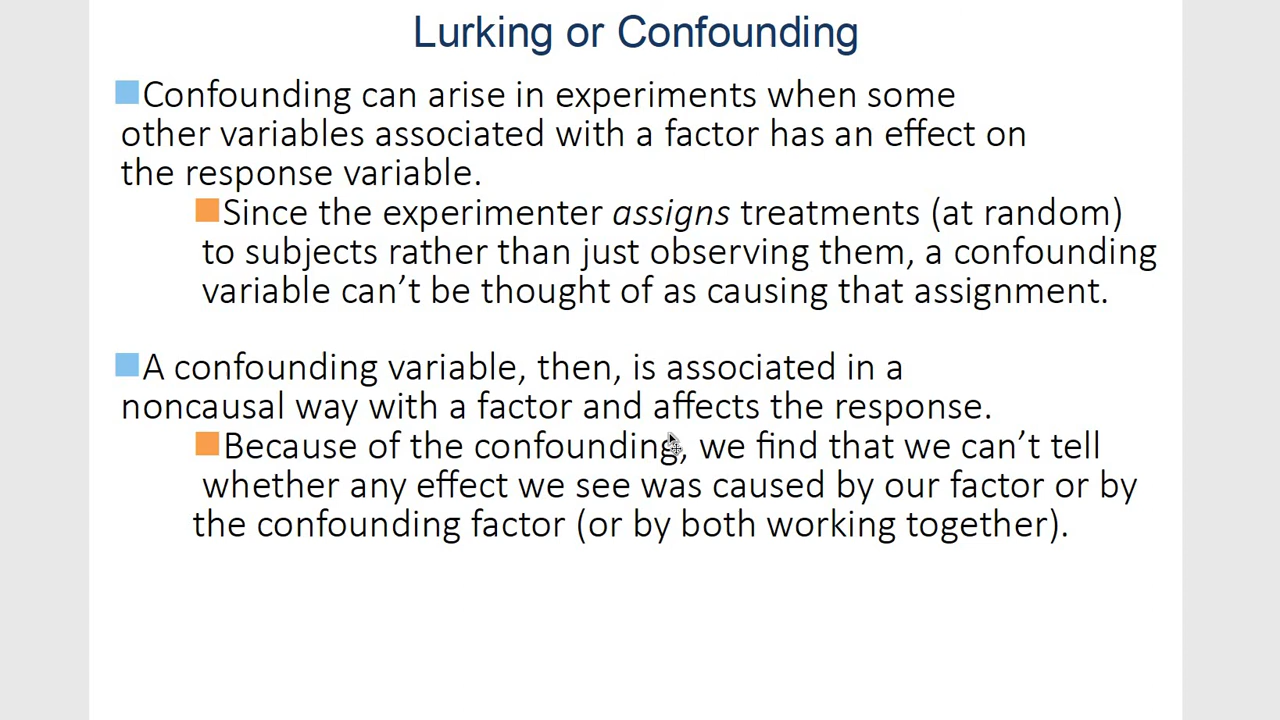 Lurking or Confounding
Confounding can arise in experiments when some
other variables associated with a factor has an effect on
the response variable.
Since the experimenter assigns treatments (at random)
to subjects rather than just observing them, a confounding
variable can’t be thought of as causing that assignment.
A confounding variable, then, is associated in a
noncausal way with a factor and affects the response.
Because of the confounding, we find that we can’t tell
whether any effect we see was caused by our factor or by
the confounding factor (or by both working together).